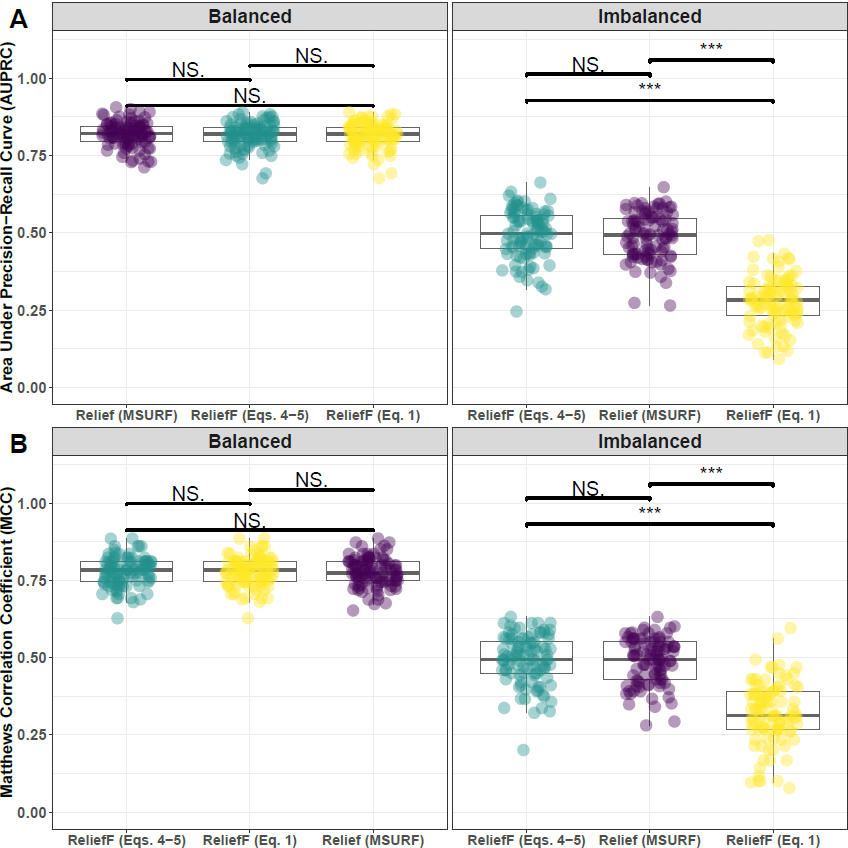 A
Balanced
Imbalanced
Area Under Precision−Recall Curve (AUPRC)
1.00
0.75
0.50
0.25
0.00
NS.
NS.
NS.
NS.
***
***
Relief (MSURF)
ReliefF (Eqs. 4−5)
ReliefF (Eq. 1)
ReliefF (Eqs. 4−5)
Relief (MSURF)
ReliefF (Eq. 1)
B
Balanced
Imbalanced
Matthews Correlation Coefficient (MCC)
1.00
0.75
0.50
0.25
0.00
NS.
NS.
NS.
NS.
***
***
ReliefF (Eqs. 4−5)
ReliefF (Eq. 1)
Relief (MSURF)
ReliefF (Eqs. 4−5)
Relief (MSURF)
ReliefF (Eq. 1)